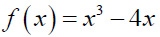 f(x) = x³ − 4x